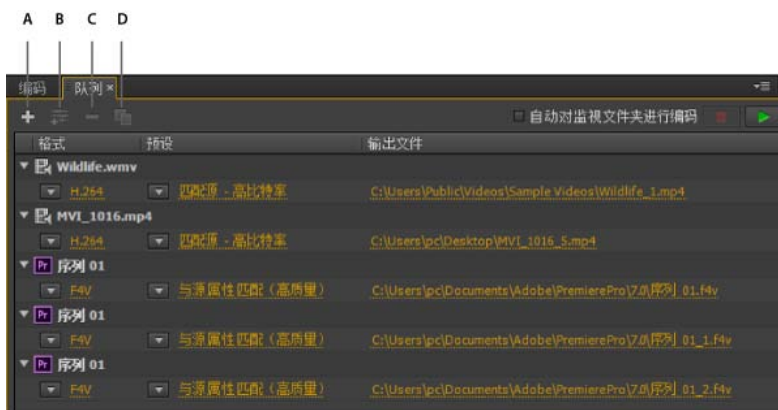 A B C D
编码 队列 ×
自动对监视文件夹进行编码
格式 预设 输出文件
Wildlife.wmv
H.264 匹配源 - 高比特率 C:\Users\Public\Videos\Sample Videos\Wildlife_1.mp4
MVI_1016.mp4
H.264 匹配源 - 高比特率 C:\Users\pc\Desktop\MVI_1016_5.mp4
Pr 序列 01
F4V 与源属性匹配（高质量） C:\Users\pc\Documents\Adobe\PremierePro\7.0\序列 01.f4v
Pr 序列 01
F4V 与源属性匹配（高质量） C:\Users\pc\Documents\Adobe\PremierePro\7.0\序列 01_1.f4v
Pr 序列 01
F4V 与源属性匹配（高质量） C:\Users\pc\Documents\Adobe\PremierePro\7.0\序列 01_2.f4v